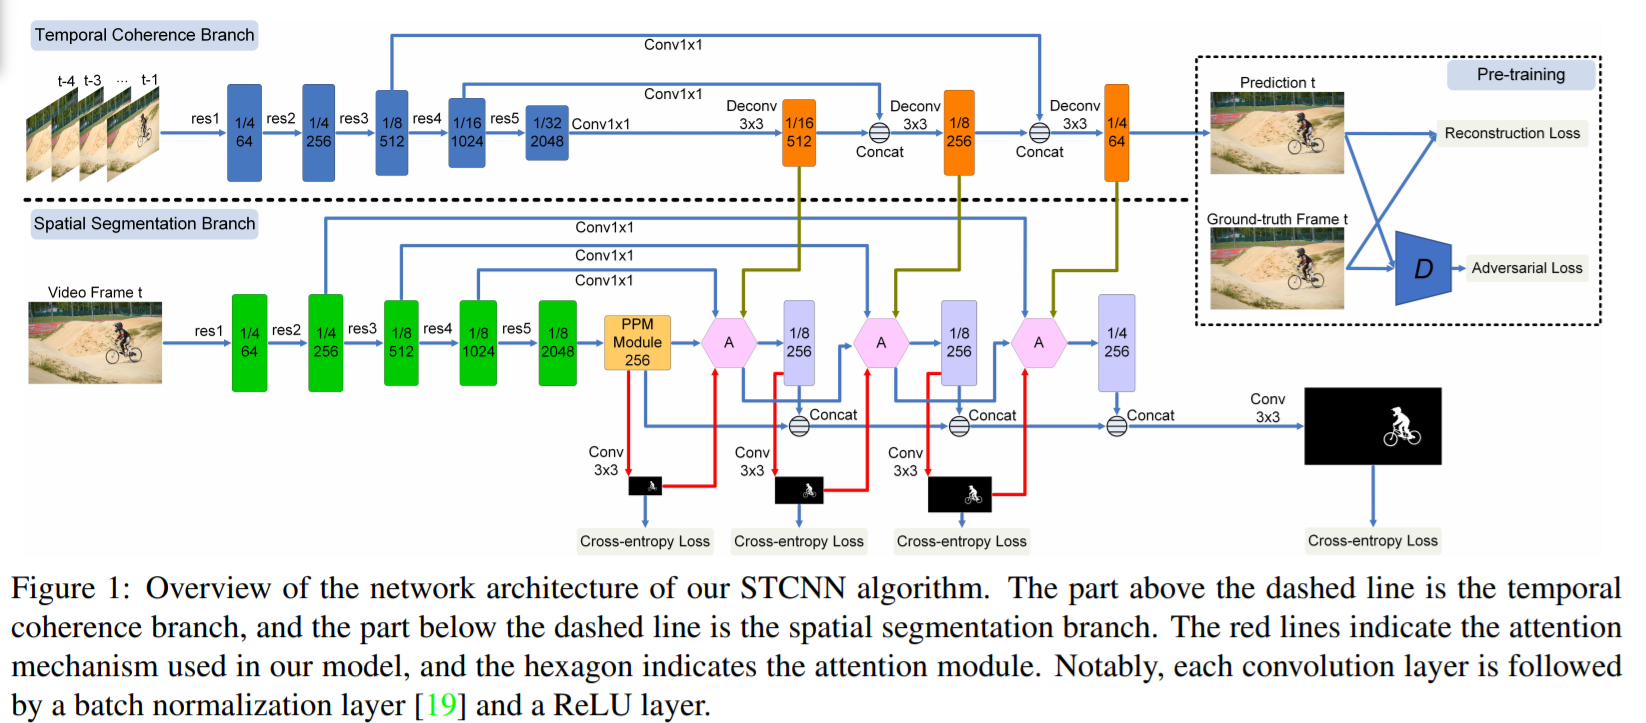 Temporal Coherence Branch
t-4 t-3 ... t-1
res1
1/4
64
res2
1/4
256
res3
1/8
512
res4
1/16
1024
res5
1/32
2048
Conv1x1
Conv1x1
Conv1x1
Deconv
3x3
1/16
512
Concat
Deconv
3x3
1/8
256
Concat
Deconv
3x3
1/4
64
Pre-training
Prediction t
Reconstruction Loss
Ground-truth Frame t
D
Adversarial Loss
Spatial Segmentation Branch
Conv1x1
Conv1x1
Conv1x1
Video Frame t
res1
1/4
64
res2
1/4
256
res3
1/8
512
res4
1/8
1024
res5
1/8
2048
PPM
Module
256
A
1/8
256
A
1/8
256
A
1/4
256
Concat
Concat
Concat
Conv
3x3
Conv
3x3
Conv
3x3
Conv
3x3
Cross-entropy Loss
Cross-entropy Loss
Cross-entropy Loss
Cross-entropy Loss
Figure 1: Overview of the network architecture of our STCNN algorithm. The part above the dashed line is the temporal
coherence branch, and the part below the dashed line is the spatial segmentation branch. The red lines indicate the attention
mechanism used in our model, and the hexagon indicates the attention module. Notably, each convolution layer is followed
by a batch normalization layer [19] and a ReLU layer.